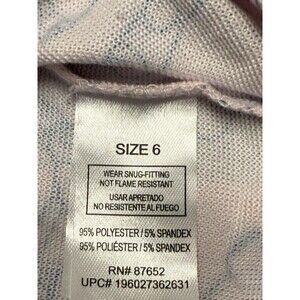 SIZE 6
WEAR SNUG-FITTING
NOT FLAME RESISTANT
USAR APRETADO
NO RESISTENTE AL FUEGO
95% POLYESTER / 5% SPANDEX
95% POLIÉSTER / 5% SPANDEX
RN# 87652
UPC# 196027362631